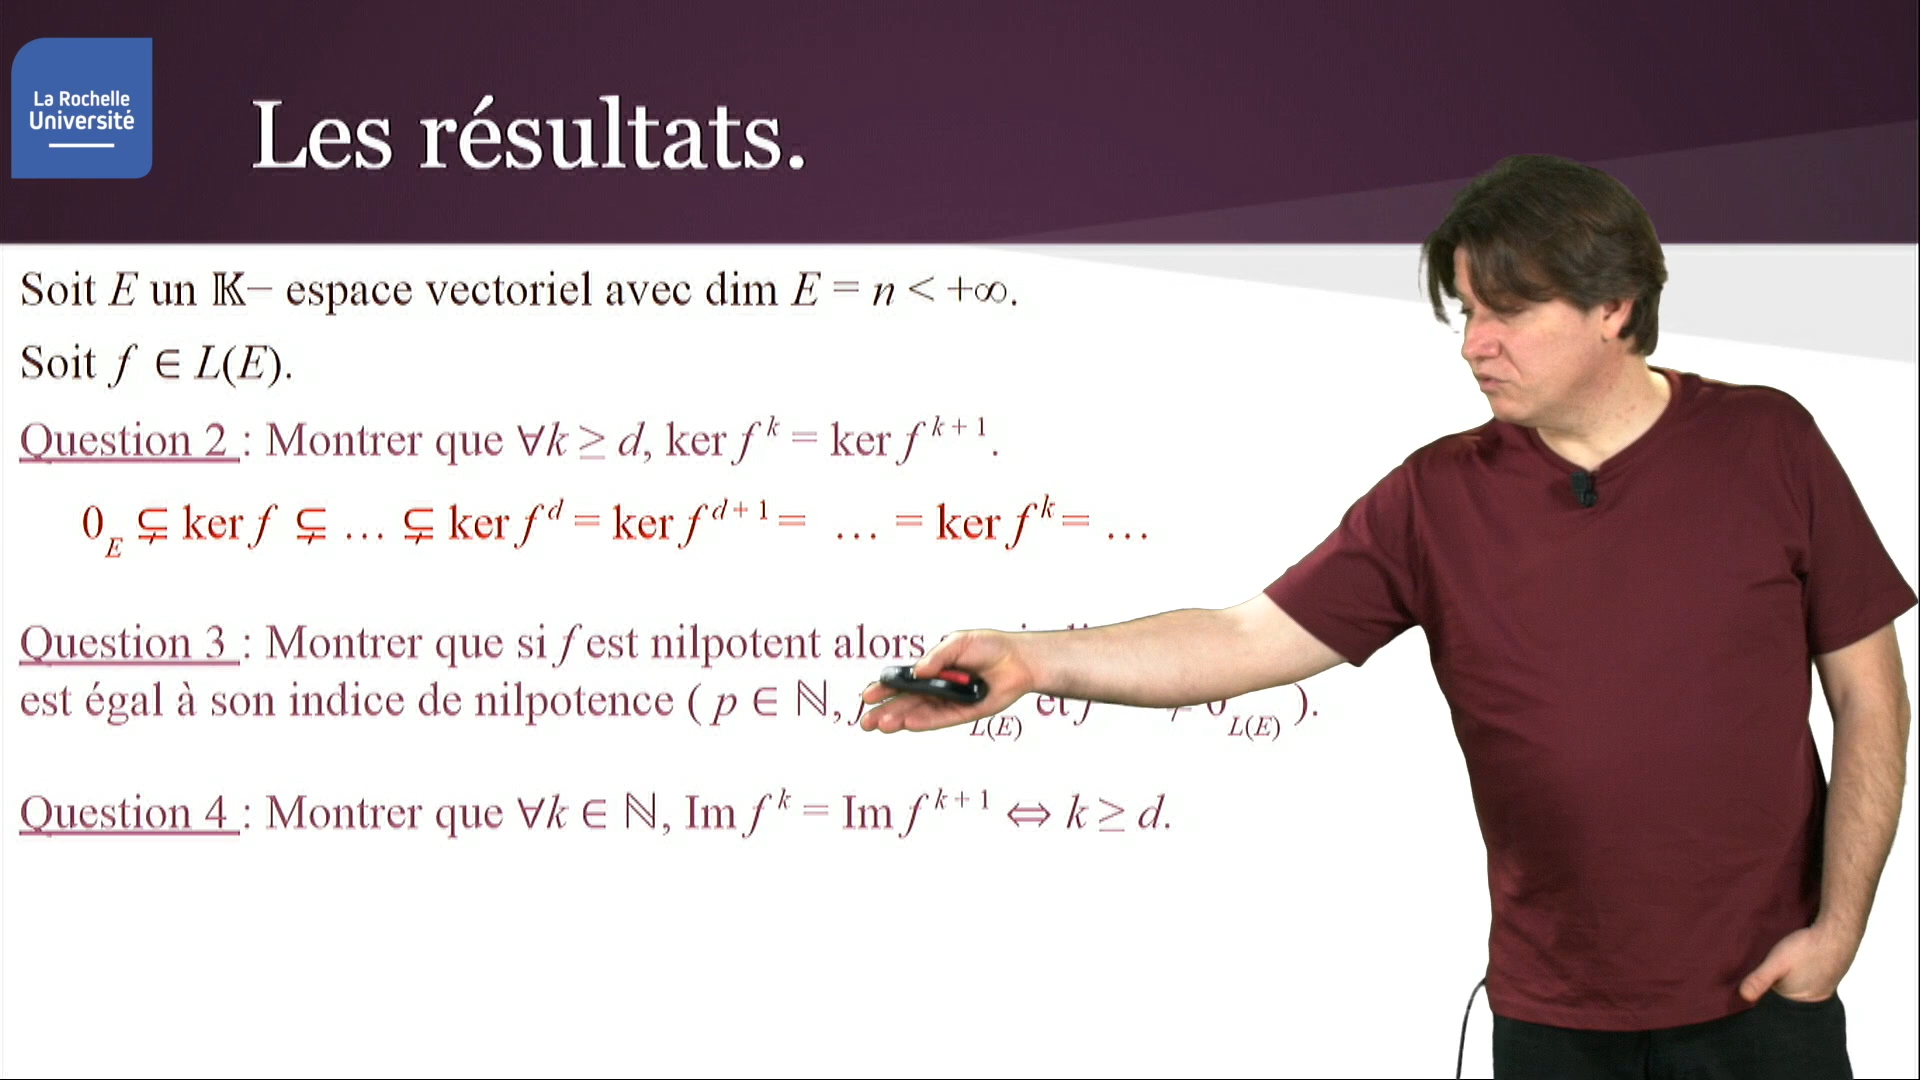 La Rochelle
Université
Les résultats.
Soit E un 𝕂− espace vectoriel avec dim E = n < +∞.
Soit f ∈ L(E).
Question 2 : Montrer que ∀k ≥ d, ker f^k = ker f^{k+1}.
0_E ⊊ ker f ⊊ … ⊊ ker f^d = ker f^{d+1} = … = ker f^k = …
Question 3 : Montrer que si f est nilpotent alors
est égal à son indice de nilpotence ( p ∈ ℕ, L(E) et f ≠ 0_{L(E)} ).
Question 4 : Montrer que ∀k ∈ ℕ, Im f^k = Im f^{k+1} ⇔ k ≥ d.